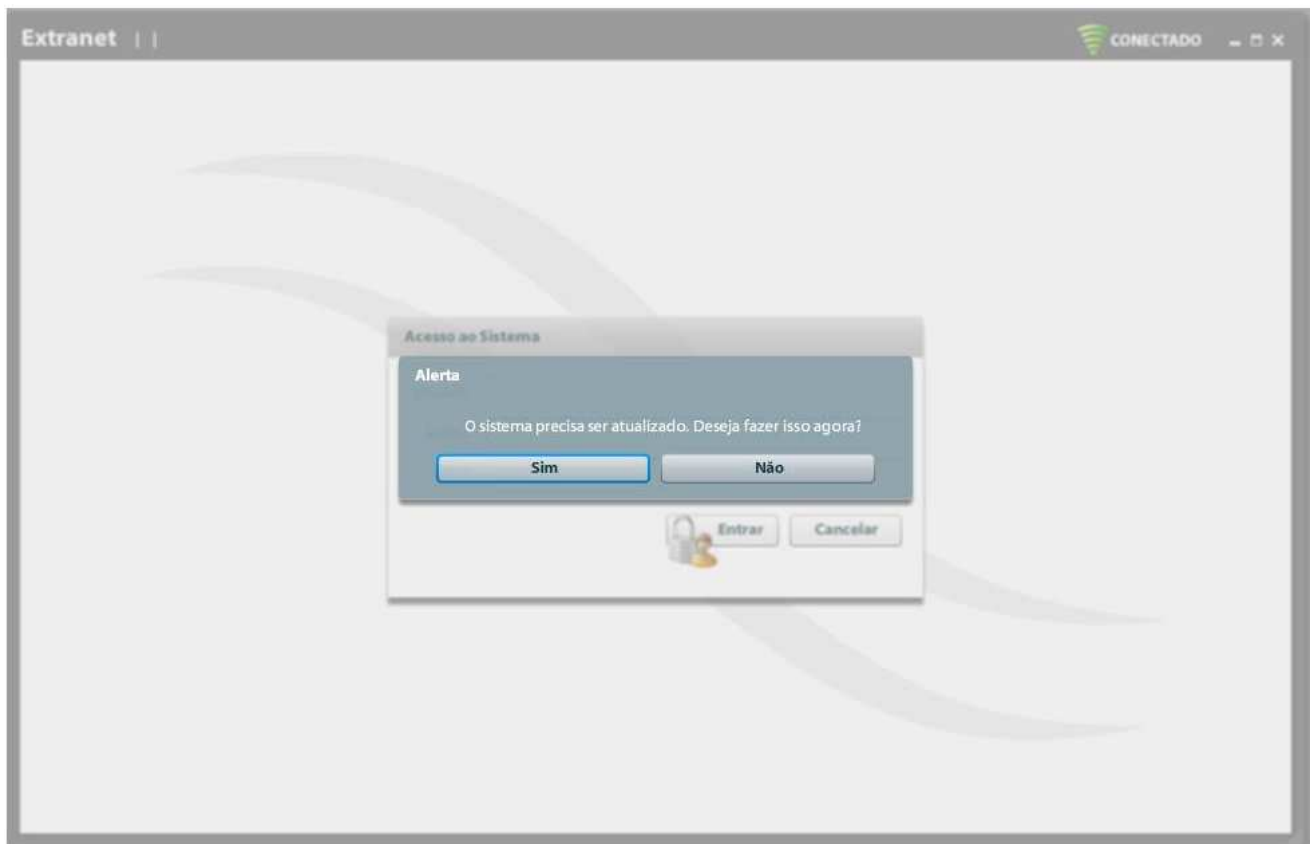 Extranet | |
CONECTADO
Acesso ao Sistema
Alerta
O sistema precisa ser atualizado. Deseja fazer isso agora?
Sim
Não
Entrar
Cancelar